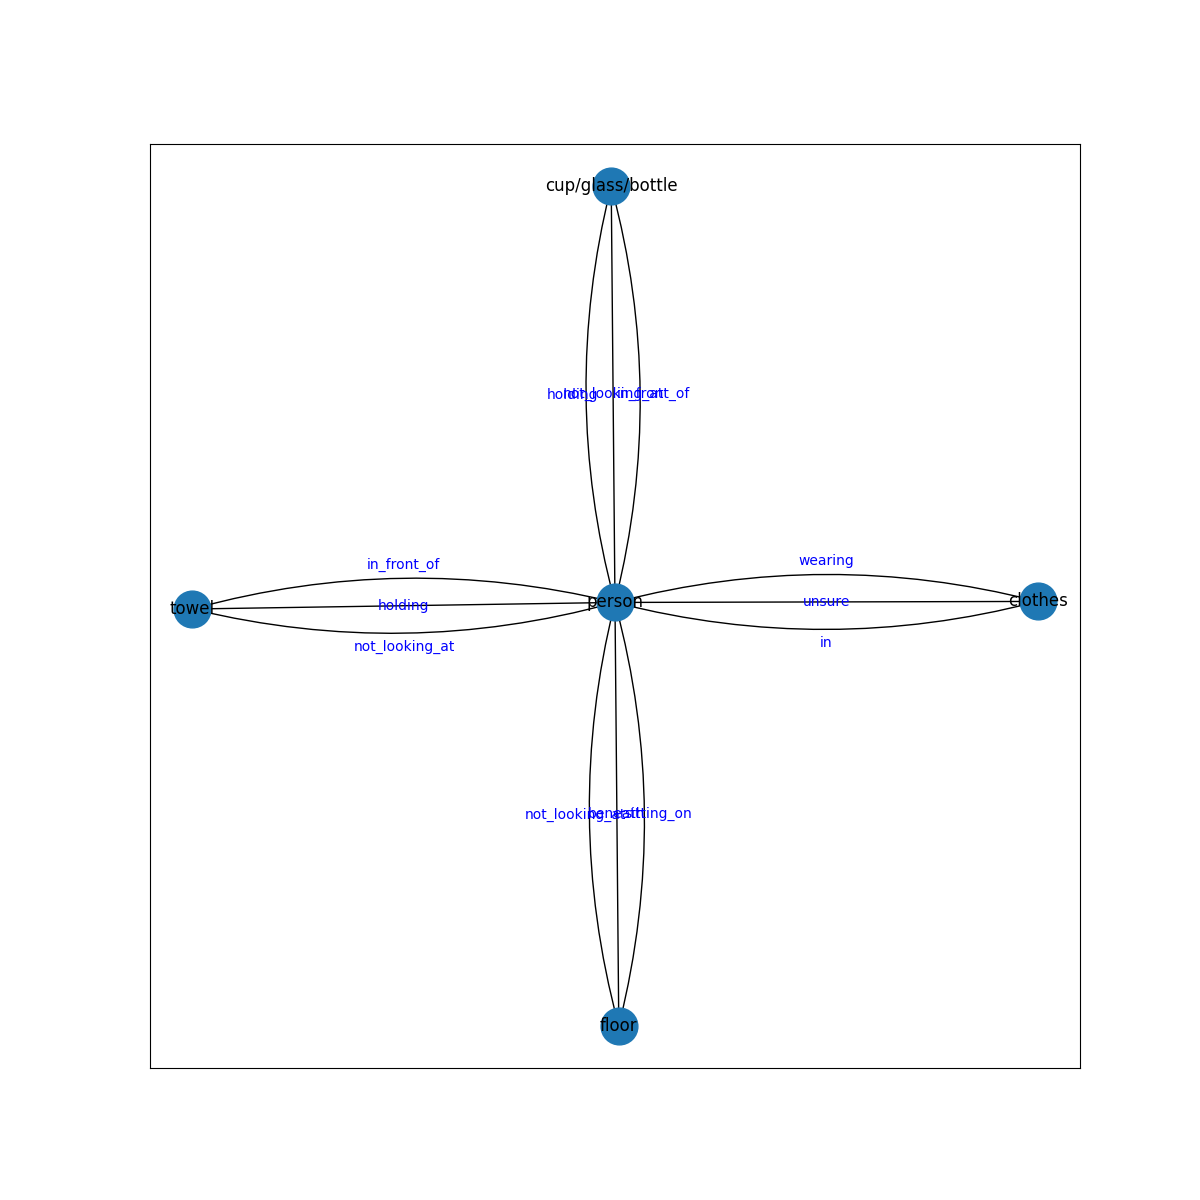 cup/glass/bottle
holding
not_looking_at
in_front_of
wearing
in_front_of
towel
holding
person
unsure
clothes
not_looking_at
in
not_looking_at
beneath
sitting_on
floor